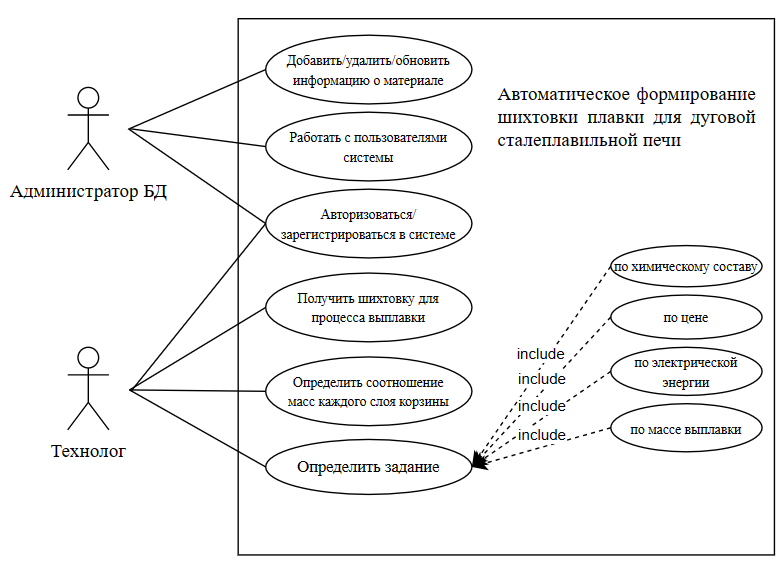 Добавить/удалить/обновить
информацию о материале
Автоматическое формирование
шихтовки плавки для дуговой
сталеплавильной печи
Работать с пользователями
системы
Администратор БД
Авторизоваться/
зарегистрироваться в системе
по химическому составу
Получить шихтовку для
процесса выплавки
по цене
include
по электрической
энергии
include
Определить соотношение
масс каждого слоя корзины
include
по массе выплавки
include
Технолог
Определить задание